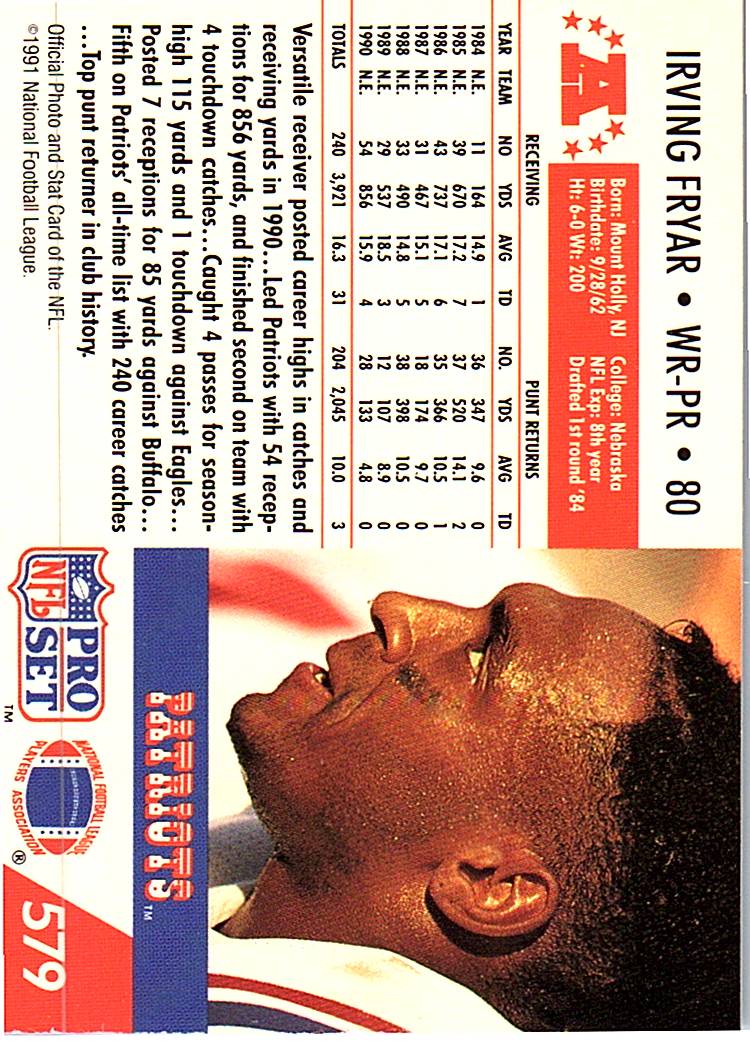 IRVING FRYAR • WR-PR • 80
A
Born: Mount Holly, NJ College: Nebraska
Birthdate: 9/28/62 NFL Exp: 8th year
Ht: 6-0 Wt: 200 Drafted 1st round '84
RECEIVING PUNT RETURNS
YEAR TEAM NO YDS AVG TD NO. YDS AVG TD
1984 N.E. 11 164 14.9 1 36 347 9.6 0
1985 N.E. 39 670 17.2 7 37 520 14.1 2
1986 N.E. 43 737 17.1 6 35 366 10.5 1
1987 N.E. 31 467 15.1 5 18 174 9.7 0
1988 N.E. 33 490 14.8 5 38 398 10.5 0
1989 N.E. 29 537 18.5 3 12 107 8.9 0
1990 N.E. 54 856 15.9 4 28 133 4.8 0
TOTALS 240 3,921 16.3 31 204 2,045 10.0 3
Versatile receiver posted career highs in catches and
receiving yards in 1990...Led Patriots with 54 recep-
tions for 856 yards, and finished second on team with
4 touchdown catches...Caught 4 passes for season-
high 115 yards and 1 touchdown against Eagles...
Posted 7 receptions for 85 yards against Buffalo...
Fifth on Patriots' all-time list with 240 career catches
...Top punt returner in club history.
Official Photo and Stat Card of the NFL.
©1991 National Football League.
PATRIOTS™
PRO
NFL SET™
NATIONAL FOOTBALL LEAGUE
PLAYERS ASSOCIATION®
579